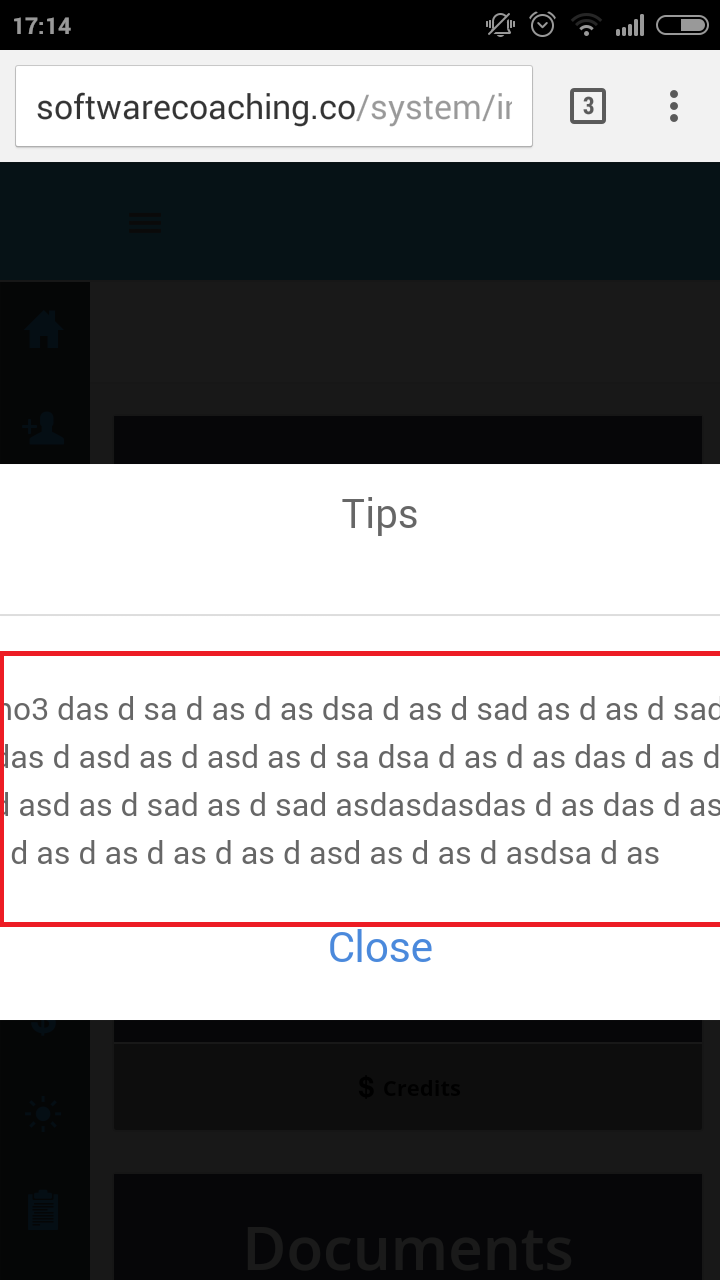 17:14
softwarecoaching.co/system/ir
3
Tips
no3 das d sa d as d as dsa d as d sad as d as d sad
das d asd as d asd as d sa dsa d as d as das d as d
d asd as d sad as d sad asdasdasdas d as das d as
d as d as d as d as d asd as d as d asdsa d as
Close
$ Credits
Documents